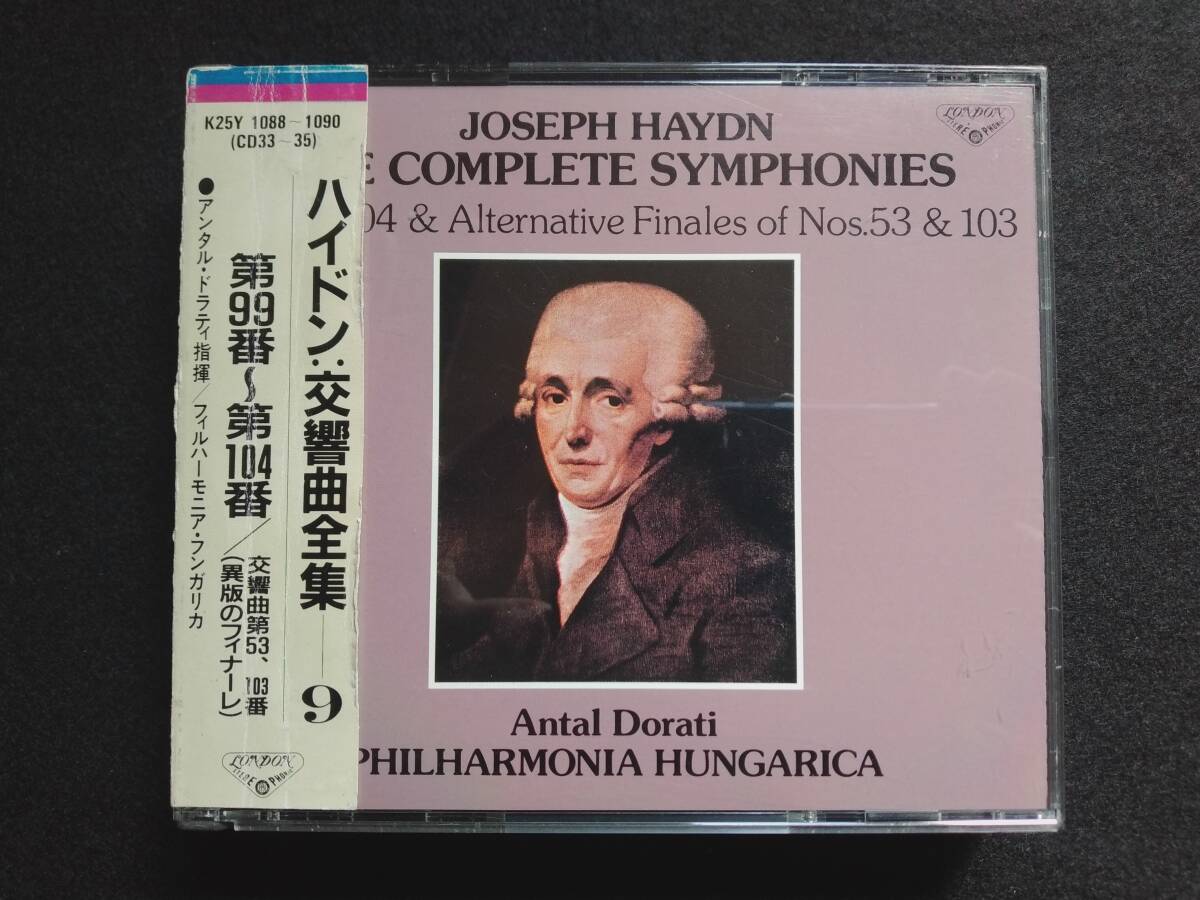 K25Y 1088～1090
(CD33～35)
ハイドン：交響曲全集 9
第99番～第104番／交響曲第53、103番(異版のフィナーレ)
●アンタル・ドラティ指揮／フィルハーモニア・フンガリカ
LONDON
STEREO PHONIC
JOSEPH HAYDN
E COMPLETE SYMPHONIES
04 & Alternative Finales of Nos.53 & 103
LONDON
STEREO PHONIC
Antal Dorati
PHILHARMONIA HUNGARICA